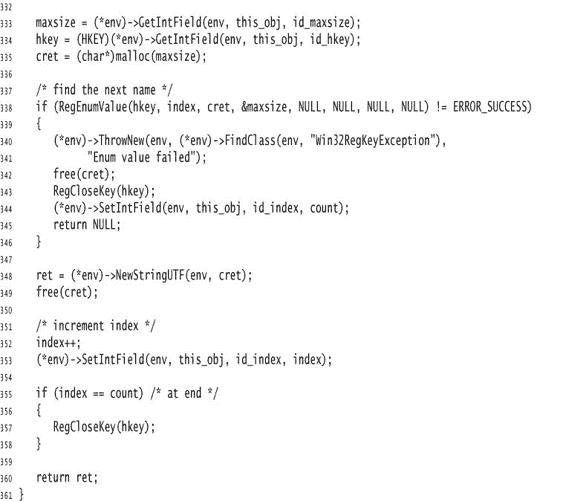 332
333 maxsize = (*env)->GetIntField(env, this_obj, id_maxsize);
334 hkey = (HKEY)(*env)->GetIntField(env, this_obj, id_hkey);
335 cret = (char*)malloc(maxsize);
336
337 /* find the next name */
338 if (RegEnumValue(hkey, index, cret, &maxsize, NULL, NULL, NULL, NULL) != ERROR_SUCCESS)
339 {
340 (*env)->ThrowNew(env, (*env)->FindClass(env, "Win32RegKeyException"),
341 "Enum value failed");
342 free(cret);
343 RegCloseKey(hkey);
344 (*env)->SetIntField(env, this_obj, id_index, count);
345 return NULL;
346 }
347
348 ret = (*env)->NewStringUTF(env, cret);
349 free(cret);
350
351 /* increment index */
352 index++;
353 (*env)->SetIntField(env, this_obj, id_index, index);
354
355 if (index == count) /* at end */
356 {
357 RegCloseKey(hkey);
358 }
359
360 return ret;
361 }